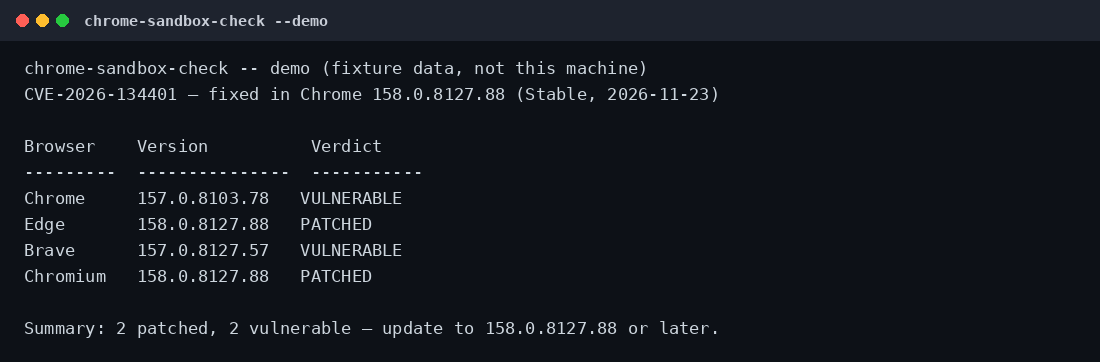 chrome-sandbox-check --demo
chrome-sandbox-check -- demo (fixture data, not this machine)
CVE-2026-134401 — fixed in Chrome 158.0.8127.88 (Stable, 2026-11-23)
Browser    Version          Verdict
---------  ---------------  -----------
Chrome     157.0.8103.78   VULNERABLE
Edge       158.0.8127.88   PATCHED
Brave      157.0.8127.57   VULNERABLE
Chromium   158.0.8127.88   PATCHED
Summary: 2 patched, 2 vulnerable — update to 158.0.8127.88 or later.